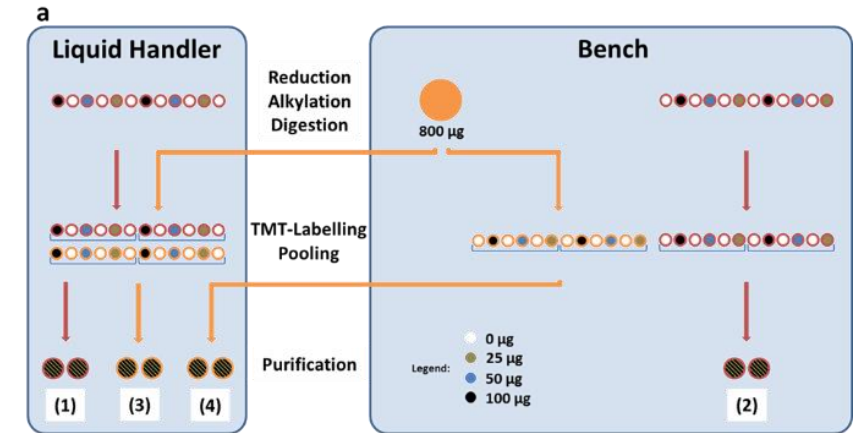 a
Liquid Handler
Bench
Reduction
Alkylation
Digestion
800 µg
TMT-Labelling
Pooling
Purification
Legend:
0 µg
25 µg
50 µg
100 µg
(1)
(3)
(4)
(2)